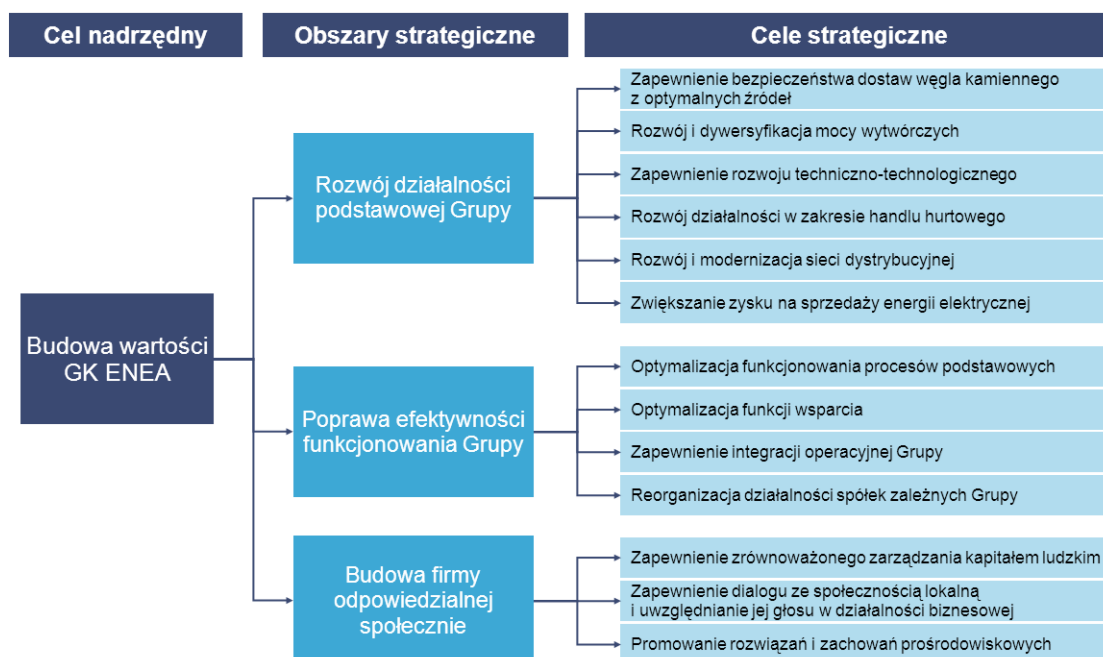 Cel nadrzędny
Obszary strategiczne
Cele strategiczne
Budowa wartości
GK ENEA
Rozwój działalności
podstawowej Grupy
Zapewnienie bezpieczeństwa dostaw węgla kamiennego
z optymalnych źródeł
Rozwój i dywersyfikacja mocy wytwórczych
Zapewnienie rozwoju techniczno-technologicznego
Rozwój działalności w zakresie handlu hurtowego
Rozwój i modernizacja sieci dystrybucyjnej
Zwiększanie zysku na sprzedaży energii elektrycznej
Poprawa efektywności
funkcjonowania Grupy
Optymalizacja funkcjonowania procesów podstawowych
Optymalizacja funkcji wsparcia
Zapewnienie integracji operacyjnej Grupy
Reorganizacja działalności spółek zależnych Grupy
Budowa firmy
odpowiedzialnej
społecznie
Zapewnienie zrównoważonego zarządzania kapitałem ludzkim
Zapewnienie dialogu ze społecznością lokalną
i uwzględnianie jej głosu w działalności biznesowej
Promowanie rozwiązań i zachowań prośrodowiskowych